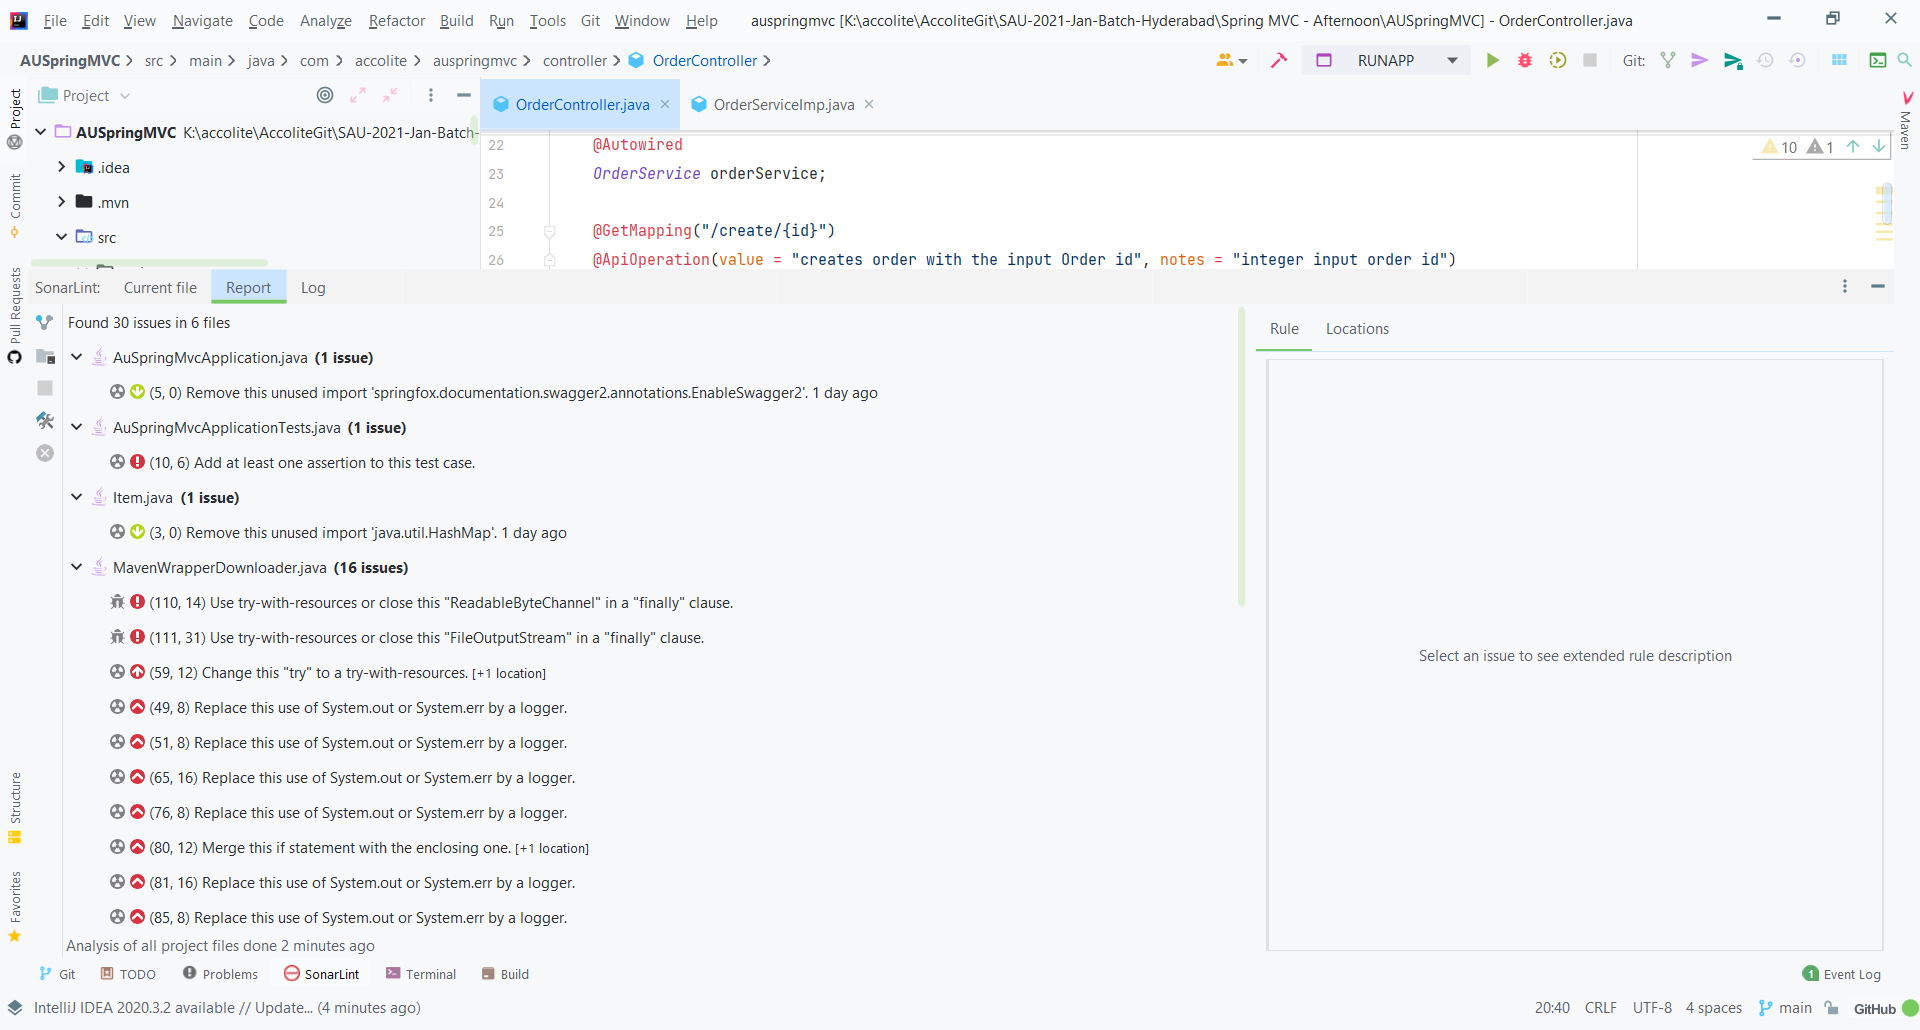 File Edit View Navigate Code Analyze Refactor Build Run Tools Git Window Help auspringmvc [K:\accolite\AccoliteGit\SAU-2021-Jan-Batch-Hyderabad\Spring MVC - Afternoon\AUSpringMVC] - OrderController.java
AUSpringMVC src main java com accolite auspringmvc controller OrderController RUNAPP Git:
Project
OrderController.java OrderServiceImp.java
AUSpringMVC K:\accolite\AccoliteGit\SAU-2021-Jan-Batch-
.idea
.mvn
src
22 @Autowired
23 OrderService orderService;
24
25 @GetMapping("/create/{id}")
26 @ApiOperation(value = "creates order with the input Order id", notes = "integer input order id")
10 1
Project
Commit
Pull Requests
Structure
Favorites
Maven
SonarLint: Current file Report Log
Found 30 issues in 6 files
AuSpringMvcApplication.java (1 issue)
(5, 0) Remove this unused import 'springfox.documentation.swagger2.annotations.EnableSwagger2'. 1 day ago
AuSpringMvcApplicationTests.java (1 issue)
(10, 6) Add at least one assertion to this test case.
Item.java (1 issue)
(3, 0) Remove this unused import 'java.util.HashMap'. 1 day ago
MavenWrapperDownloader.java (16 issues)
(110, 14) Use try-with-resources or close this "ReadableByteChannel" in a "finally" clause.
(111, 31) Use try-with-resources or close this "FileOutputStream" in a "finally" clause.
(59, 12) Change this "try" to a try-with-resources. [+1 location]
(49, 8) Replace this use of System.out or System.err by a logger.
(51, 8) Replace this use of System.out or System.err by a logger.
(65, 16) Replace this use of System.out or System.err by a logger.
(76, 8) Replace this use of System.out or System.err by a logger.
(80, 12) Merge this if statement with the enclosing one. [+1 location]
(81, 16) Replace this use of System.out or System.err by a logger.
(85, 8) Replace this use of System.out or System.err by a logger.
Analysis of all project files done 2 minutes ago
Rule Locations
Select an issue to see extended rule description
Git TODO Problems SonarLint Terminal Build 1 Event Log
IntelliJ IDEA 2020.3.2 available // Update... (4 minutes ago) 20:40 CRLF UTF-8 4 spaces main GitHub